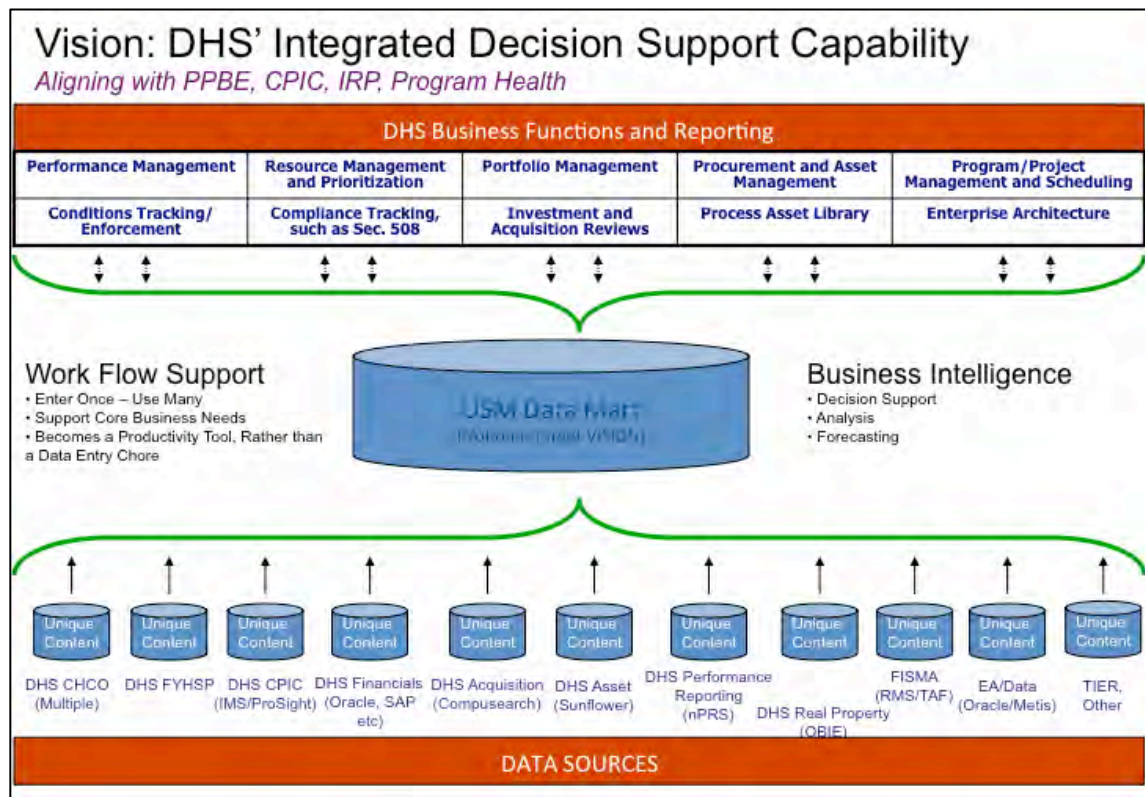 Vision: DHS' Integrated Decision Support Capability
Aligning with PPBE, CPIC, IRP, Program Health
DHS Business Functions and Reporting
Performance Management
Resource Management
and Prioritization
Portfolio Management
Procurement and Asset
Management
Program/Project
Management and Scheduling
Conditions Tracking/
Enforcement
Compliance Tracking,
such as Sec. 508
Investment and
Acquisition Reviews
Process Asset Library
Enterprise Architecture
Work Flow Support
• Enter Once – Use Many
• Support Core Business Needs
• Becomes a Productivity Tool, Rather than
a Data Entry Chore
USM Data Mart
Business Intelligence
• Decision Support
• Analysis
• Forecasting
Unique
Content
Unique
Content
Unique
Content
Unique
Content
Unique
Content
Unique
Content
Unique
Content
Unique
Content
Unique
Content
Unique
Content
Unique
Content
DHS CHCO
(Multiple)
DHS FYHSP
DHS CPIC
(IMS/ProSight)
DHS Financials
(Oracle, SAP
etc)
DHS Acquisition
(Compusearch)
DHS Asset
(Sunflower)
DHS Performance
Reporting
(nPRS)
DHS Real Property
(OBIE)
FISMA
(RMS/TAF)
EA/Data
(Oracle/Metis)
TIER,
Other
DATA SOURCES